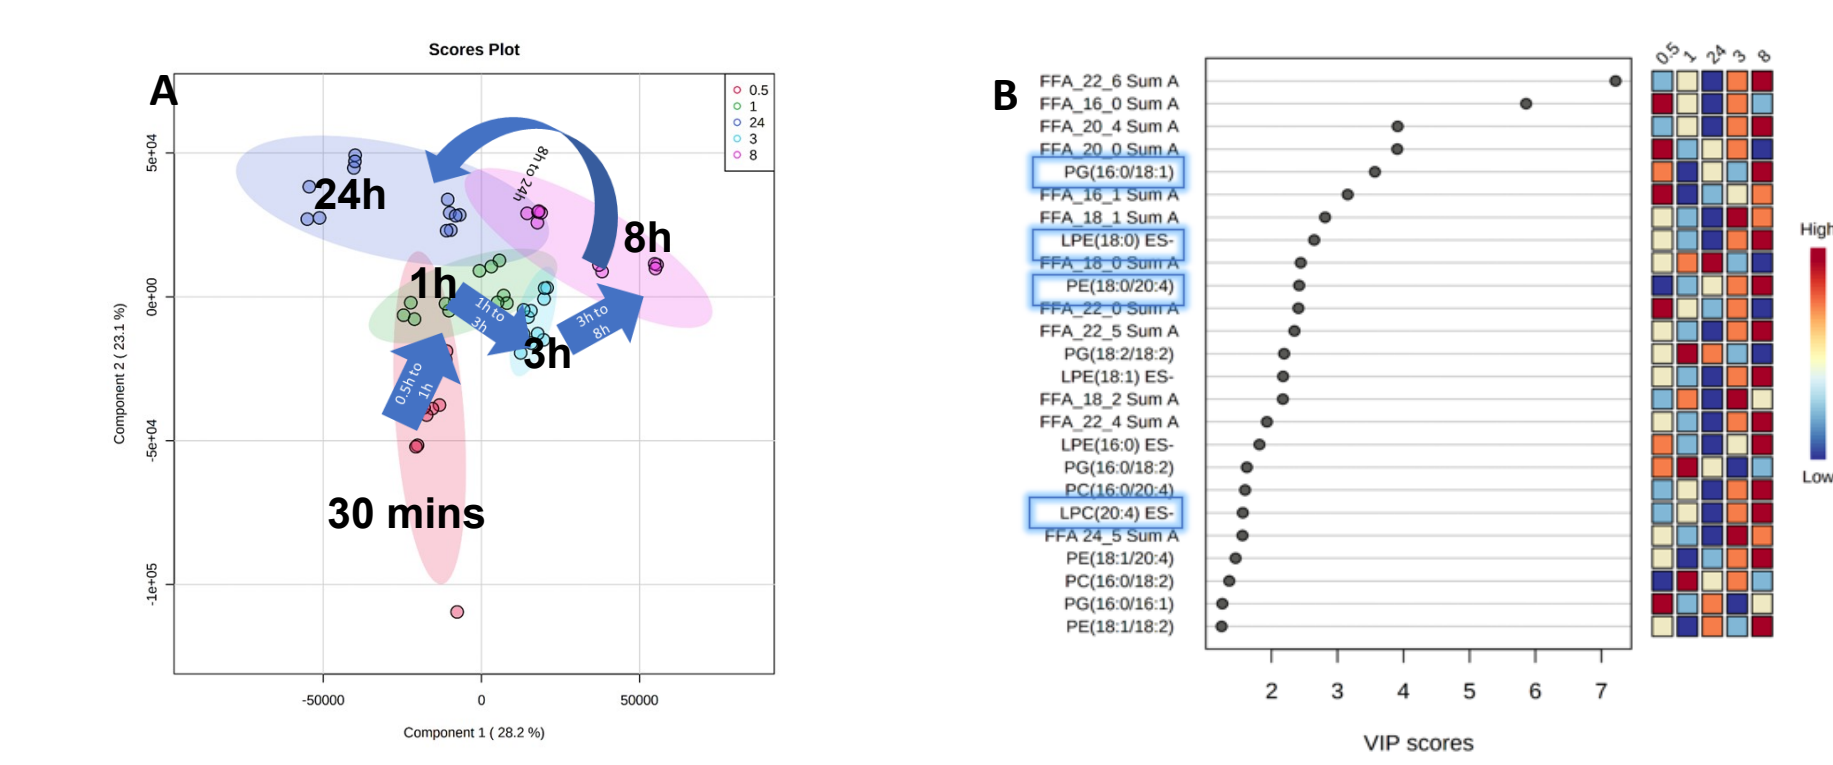 Scores Plot
A
0.5
1
24
3
8
5e+04
0e+00
-5e+04
-1e+05
Component 2 ( 23.1 %)
24h
8h to 24h
8h
1h
1h to
3h
3h to
8h
3h
0.5h to
1h
30 mins
-50000
0
50000
Component 1 ( 28.2 %)
B
0.5
1
24
3
8
FFA_22_6 Sum A
FFA_16_0 Sum A
FFA_20_4 Sum A
FFA_20_0 Sum A
PG(16:0/18:1)
FFA_16_1 Sum A
FFA_18_1 Sum A
LPE(18:0) ES-
FFA_18_0 Sum A
PE(18:0/20:4)
FFA_22_0 Sum A
FFA_22_5 Sum A
PG(18:2/18:2)
LPE(18:1) ES-
FFA_18_2 Sum A
FFA_22_4 Sum A
LPE(16:0) ES-
PG(16:0/18:2)
PC(16:0/20:4)
LPC(20:4) ES-
FFA 24_5 Sum A
PE(18:1/20:4)
PC(16:0/18:2)
PG(16:0/16:1)
PE(18:1/18:2)
High
Low
2
3
4
5
6
7
VIP scores